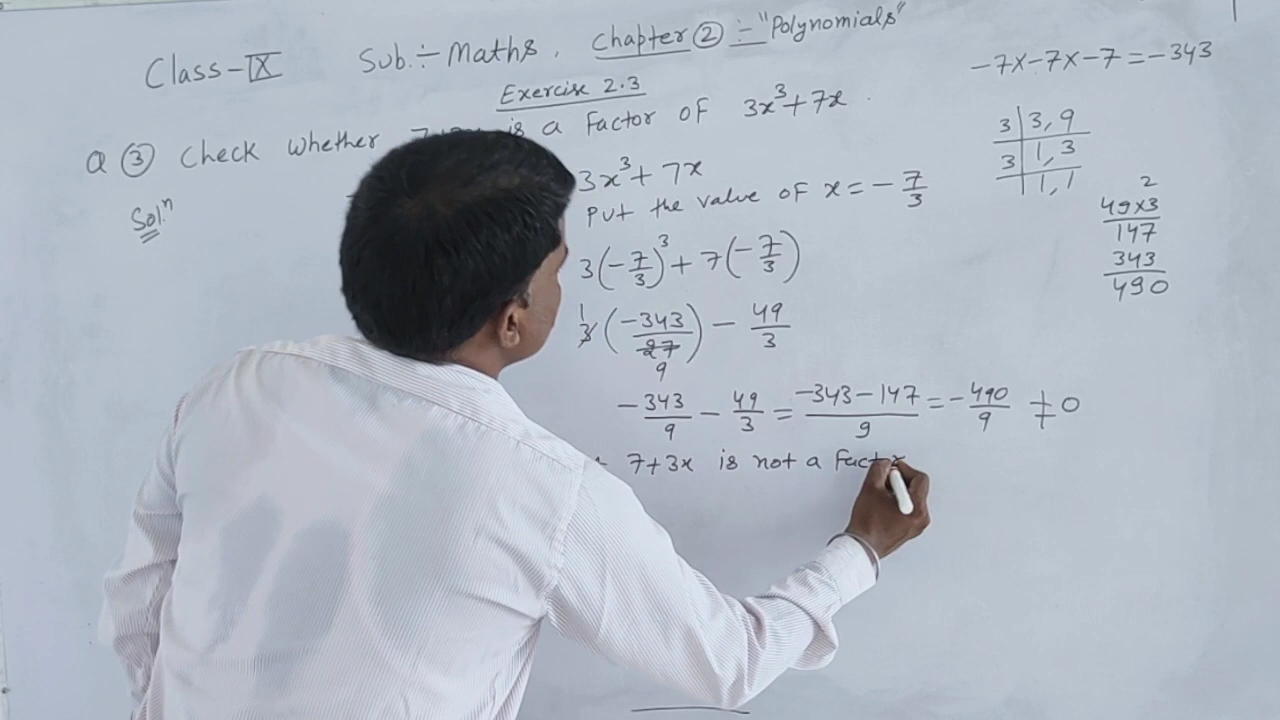 Class-IX Sub.÷ Maths. Chapter ② ÷ "Polynomials"
Exercise 2.3
Q ③ Check whether is a Factor of 3x³+7x.
Solⁿ
3x³+7x
Put the value of x = -7/3
3(-7/3)³ + 7(-7/3)
1 3(-343/27) - 49/3
9
-343/9 - 49/3 = -343-147/9 = -490/9 ≠ 0
7+3x is not a factor
-7x-7x-7 = -343
3 | 3, 9
3 | 1, 3
| 1, 1
2
49x3
147
343
490